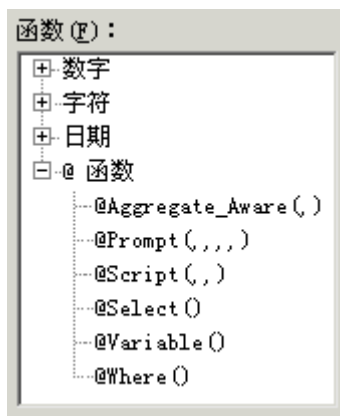 函数(F)：
数字
字符
日期
@ 函数
@Aggregate_Aware(,)
@Prompt(,,,)
@Script(,,)
@Select()
@Variable()
@Where()